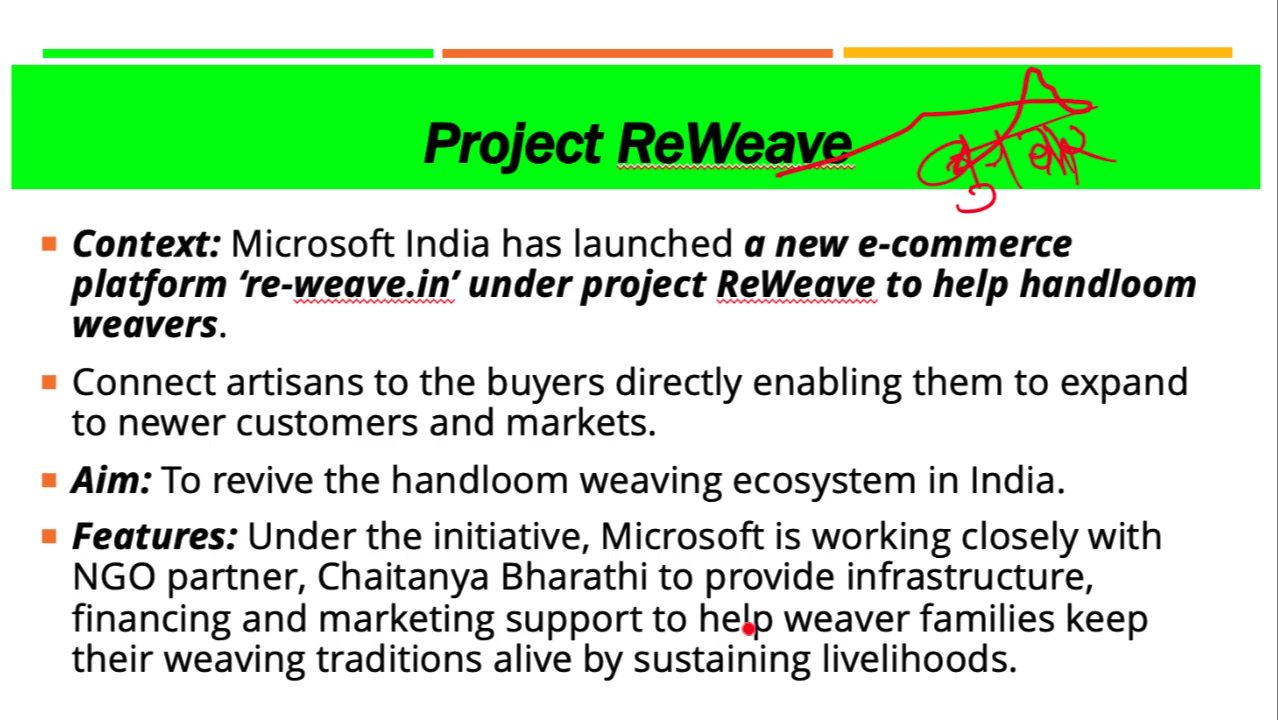 Project ReWeave
बुनकर
Context: Microsoft India has launched a new e-commerce
platform ‘re-weave.in’ under project ReWeave to help handloom
weavers.
Connect artisans to the buyers directly enabling them to expand
to newer customers and markets.
Aim: To revive the handloom weaving ecosystem in India.
Features: Under the initiative, Microsoft is working closely with
NGO partner, Chaitanya Bharathi to provide infrastructure,
financing and marketing support to help weaver families keep
their weaving traditions alive by sustaining livelihoods.